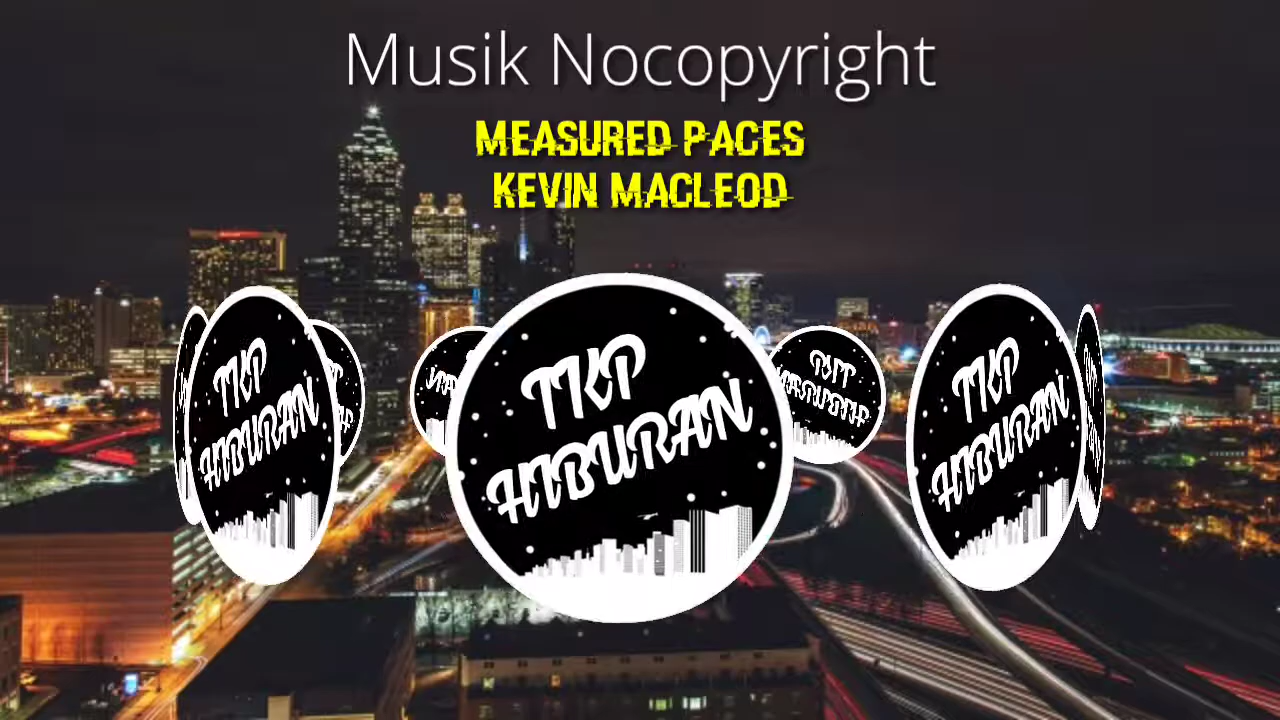 Musik Nocopyright
MEASURED PACES
KEVIN MACLEOD
TKP
HIBURAN
TKP
HIBURAN
TKP
HIBURAN